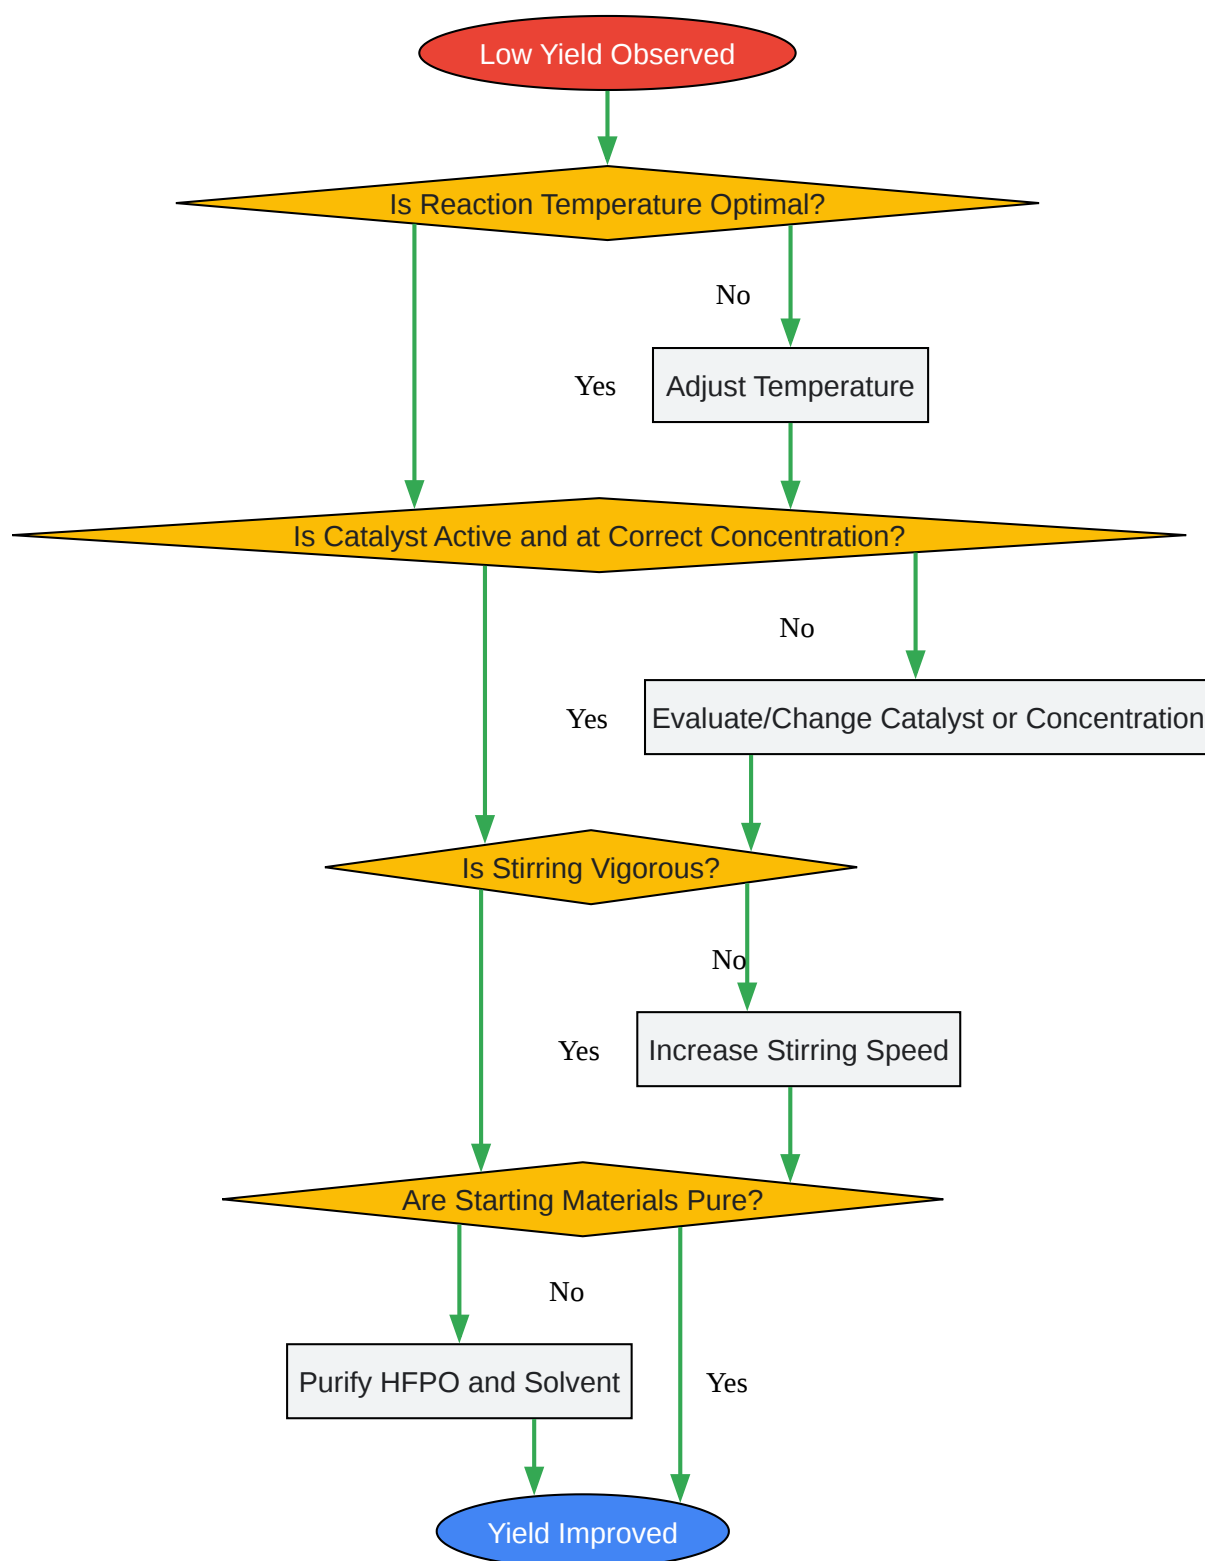 Low Yield Observed
Is Reaction Temperature Optimal?
No
Yes
Adjust Temperature
Is Catalyst Active and at Correct Concentration?
No
Yes
Evaluate/Change Catalyst or Concentration
Is Stirring Vigorous?
No
Yes
Increase Stirring Speed
Are Starting Materials Pure?
No
Purify HFPO and Solvent
Yes
Yield Improved